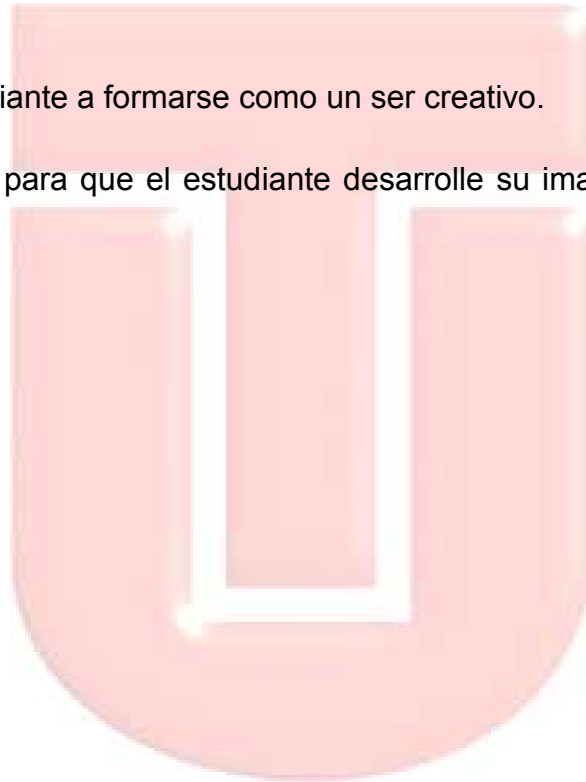 iante a formarse como un ser creativo.
para que el estudiante desarrolle su ima